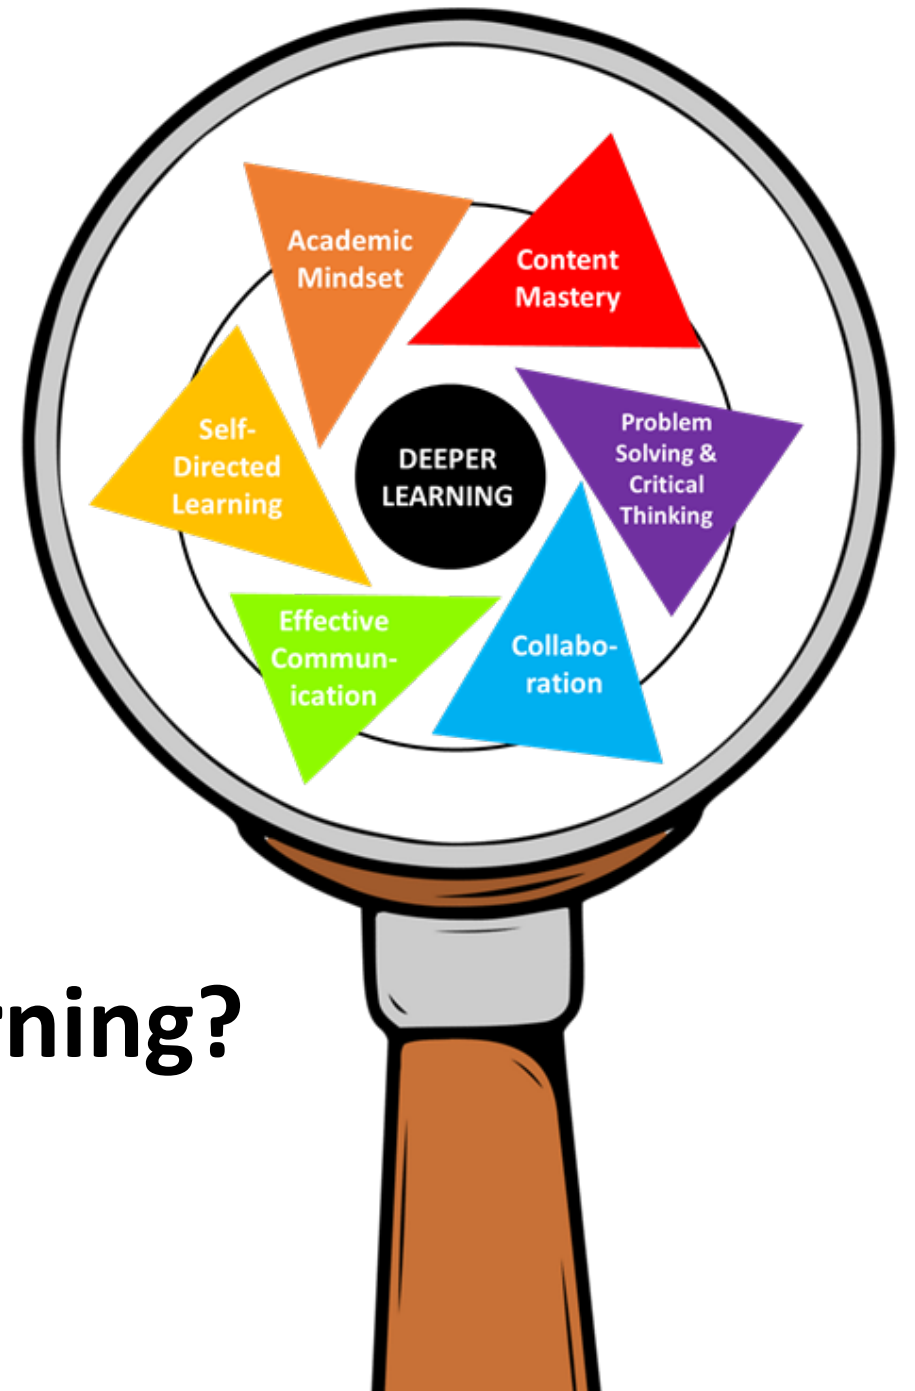 Academic
Mindset
Content
Mastery
Problem
Solving &
Critical
Thinking
Self-
Directed
Learning
DEEPER
LEARNING
Effective
Commun-
ication
Collabo-
ration
rning?